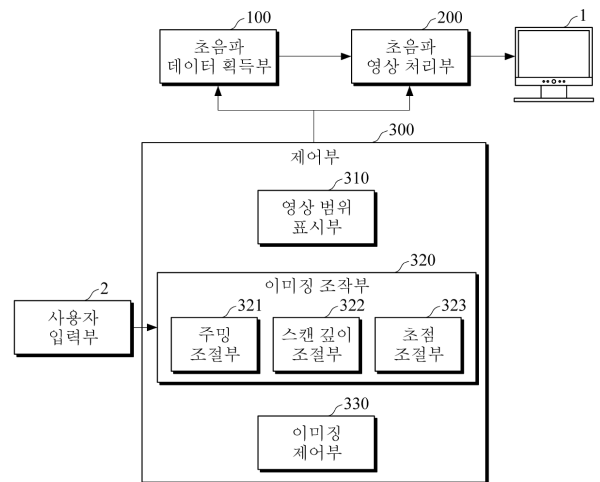 100
초음파
데이터 획득부
200
초음파
영상 처리부
1
300
제어부
310
영상 범위
표시부
320
이미징 조작부
2
사용자
입력부
321
주밍
조절부
322
스캔 깊이
조절부
323
초점
조절부
330
이미징
제어부